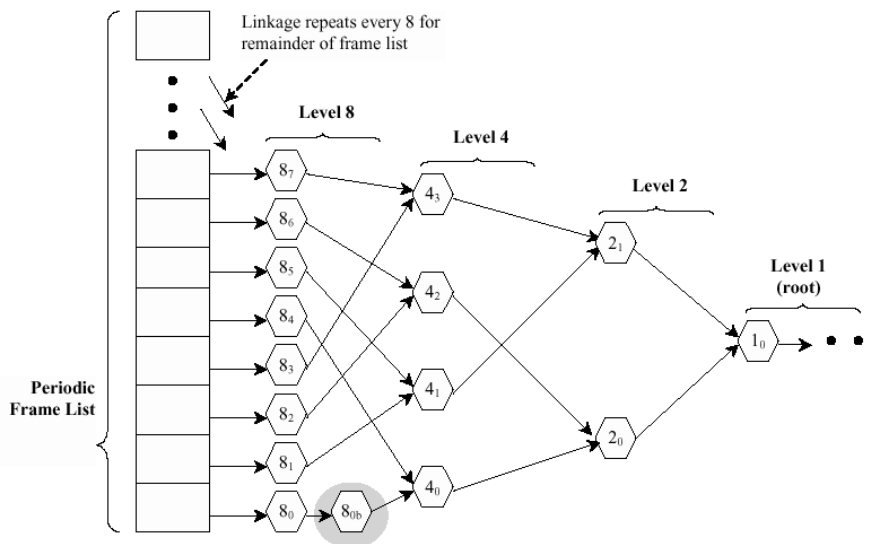 Linkage repeats every 8 for
remainder of frame list
Level 8
Level 4
Level 2
Level 1
(root)
Periodic
Frame List
8₇
8₆
8₅
8₄
8₃
8₂
8₁
8₀
8₀b
4₃
4₂
4₁
4₀
2₁
2₀
1₀